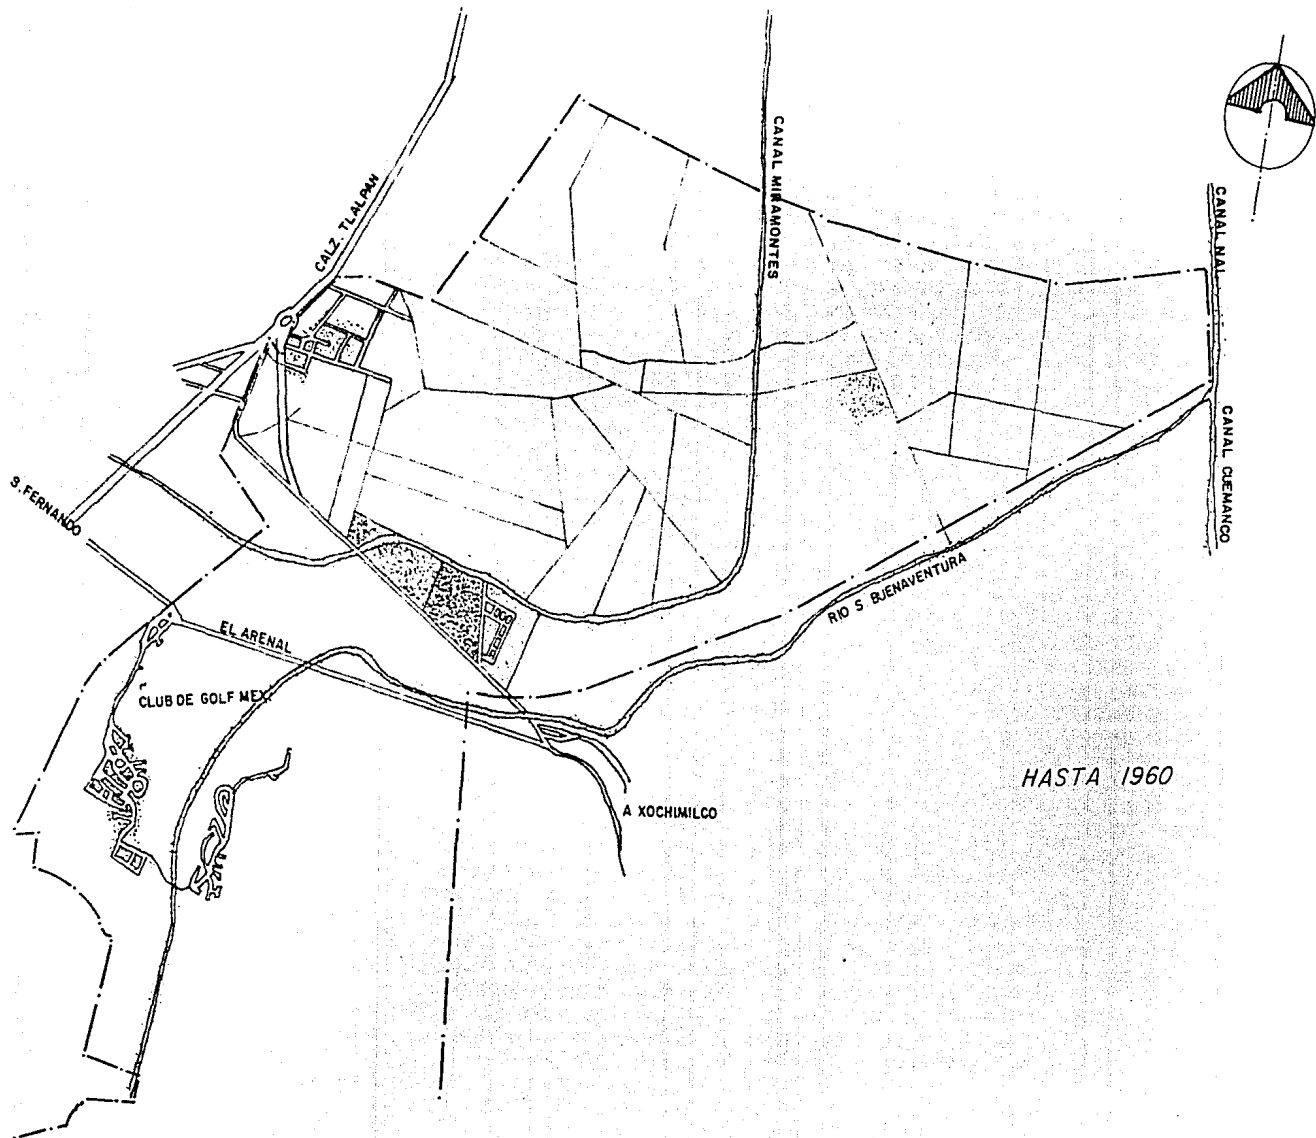 CALZ. TLALPAN
CANAL MIRAMONTES
CANAL NAL.
CANAL CUEMANCO
S. FERNANDO
EL ARENAL
CLUB DE GOLF MEX.
RIO S. BUENAVENTURA
A XOCHIMILCO
HASTA 1960